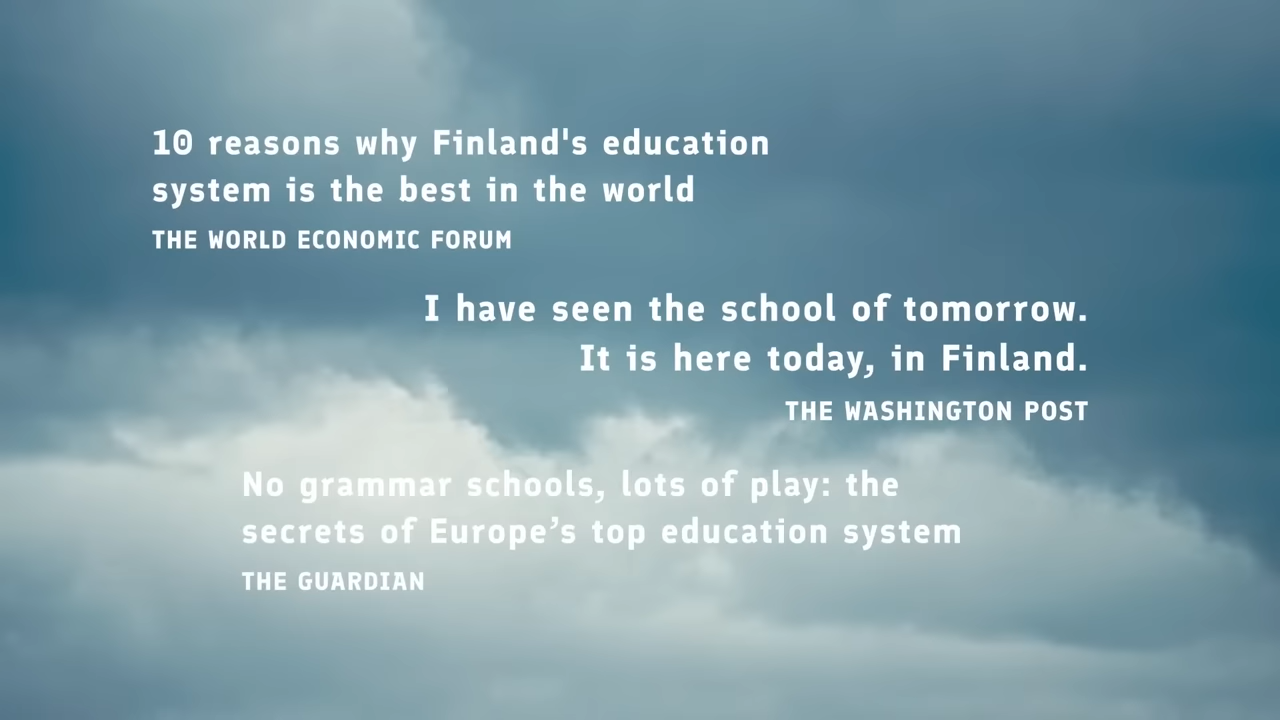 10 reasons why Finland's education
system is the best in the world
THE WORLD ECONOMIC FORUM
I have seen the school of tomorrow.
It is here today, in Finland.
THE WASHINGTON POST
No grammar schools, lots of play: the
secrets of Europe’s top education system
THE GUARDIAN